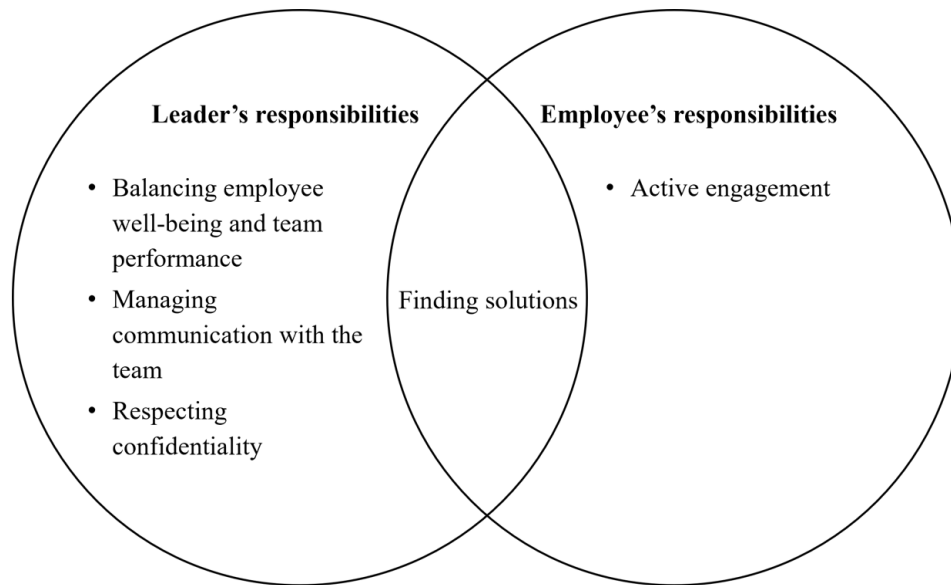 Leader’s responsibilities
• Balancing employee
well-being and team
performance
• Managing
communication with the
team
• Respecting
confidentiality
Finding solutions
Employee’s responsibilities
• Active engagement